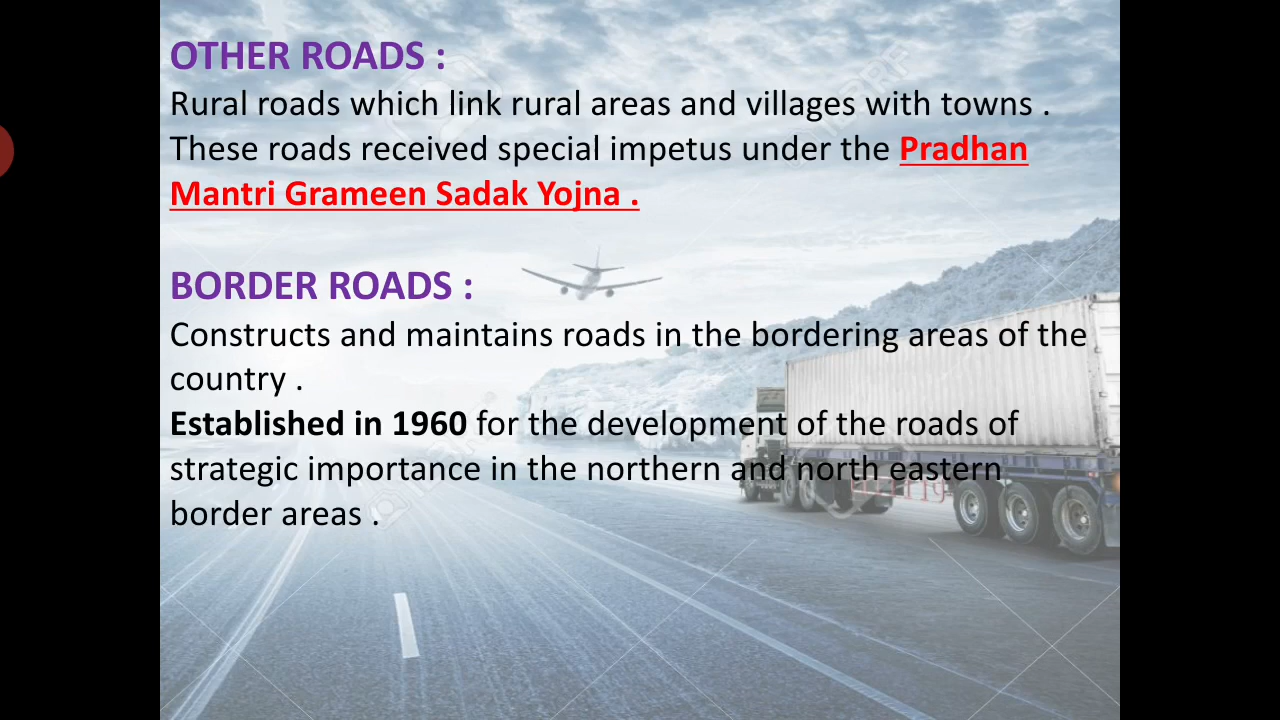 OTHER ROADS :
Rural roads which link rural areas and villages with towns .
These roads received special impetus under the Pradhan
Mantri Grameen Sadak Yojna .
BORDER ROADS :
Constructs and maintains roads in the bordering areas of the
country .
Established in 1960 for the development of the roads of
strategic importance in the northern and north eastern
border areas .